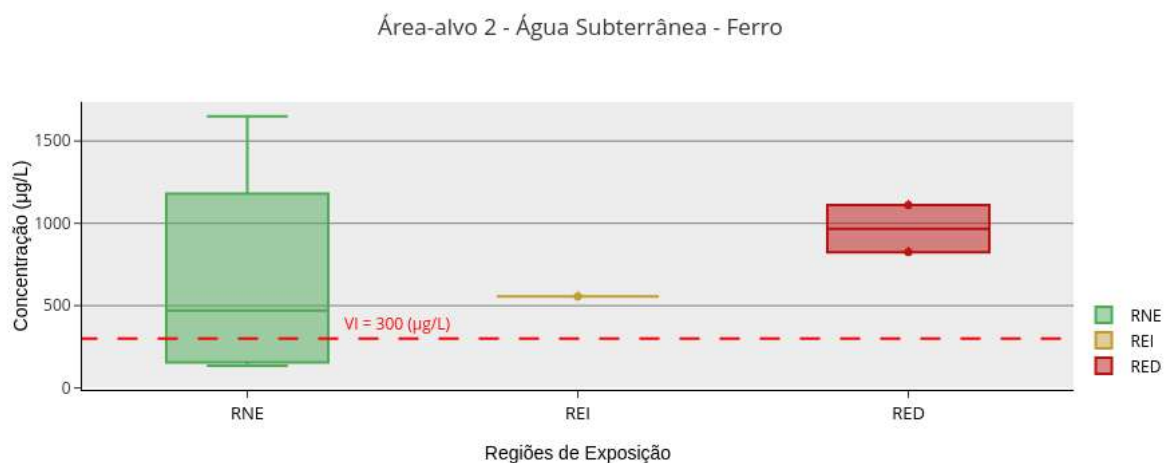 Área-alvo 2 - Água Subterrânea - Ferro
Concentração (µg/L)
1500
1000
500
0
VI = 300 (µg/L)
RNE
REI
RED
Regiões de Exposição
RNE
REI
RED